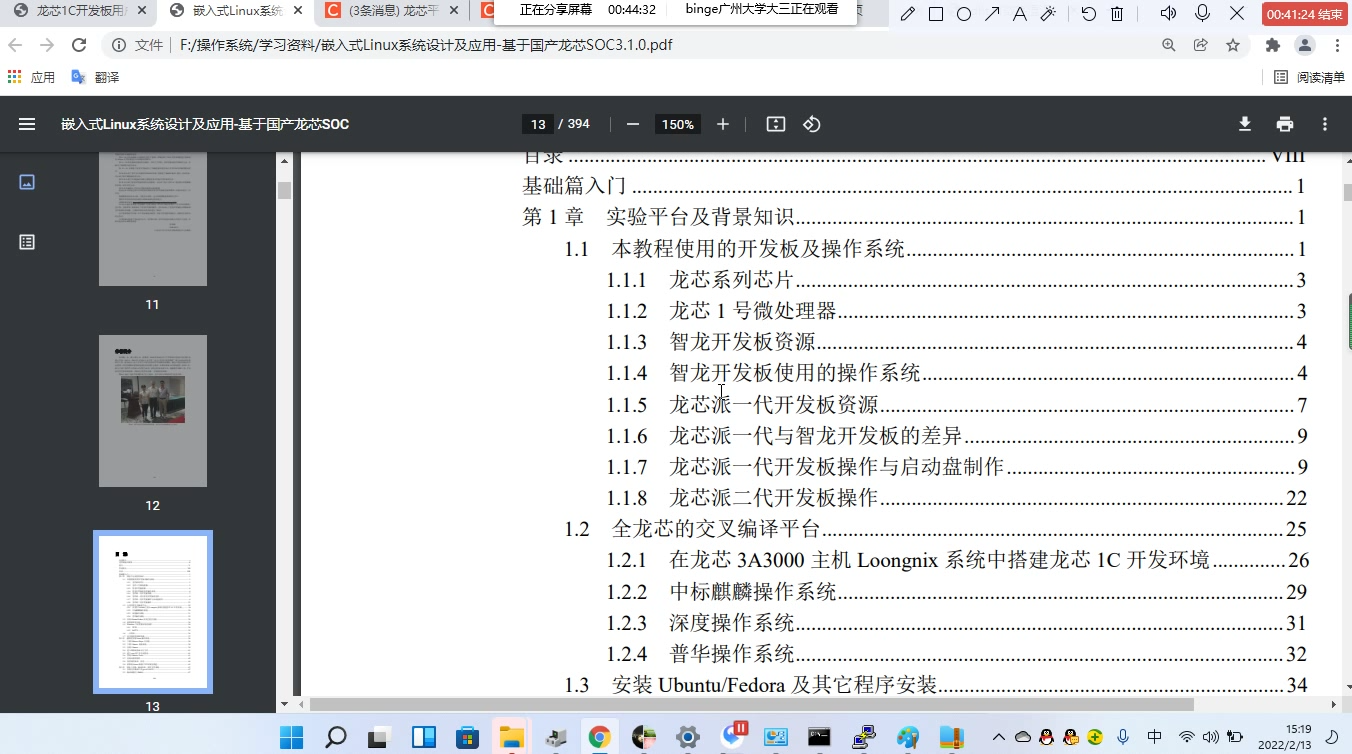 龙芯1C开发板用户
嵌入式Linux系统
(3条消息) 龙芯平
正在分享屏幕 00:44:32 binge广州大学大三正在观看
00:41:24 结束
文件 F:/操作系统/学习资料/嵌入式Linux系统设计及应用-基于国产龙芯SOC3.1.0.pdf
应用 翻译 阅读清单
嵌入式Linux系统设计及应用-基于国产龙芯SOC 13 / 394 150%
11
12
13
目录 VIII
基础篇入门 1
第 1 章 实验平台及背景知识 1
1.1 本教程使用的开发板及操作系统 1
1.1.1 龙芯系列芯片 3
1.1.2 龙芯 1 号微处理器 3
1.1.3 智龙开发板资源 4
1.1.4 智龙开发板使用的操作系统 4
1.1.5 龙芯派一代开发板资源 7
1.1.6 龙芯派一代与智龙开发板的差异 9
1.1.7 龙芯派一代开发板操作与启动盘制作 9
1.1.8 龙芯派二代开发板操作 22
1.2 全龙芯的交叉编译平台 25
1.2.1 在龙芯 3A3000 主机 Loongnix 系统中搭建龙芯 1C 开发环境 26
1.2.2 中标麒麟操作系统 29
1.2.3 深度操作系统 31
1.2.4 普华操作系统 32
1.3 安装 Ubuntu/Fedora 及其它程序安装 34
中
15:19
2022/2/13